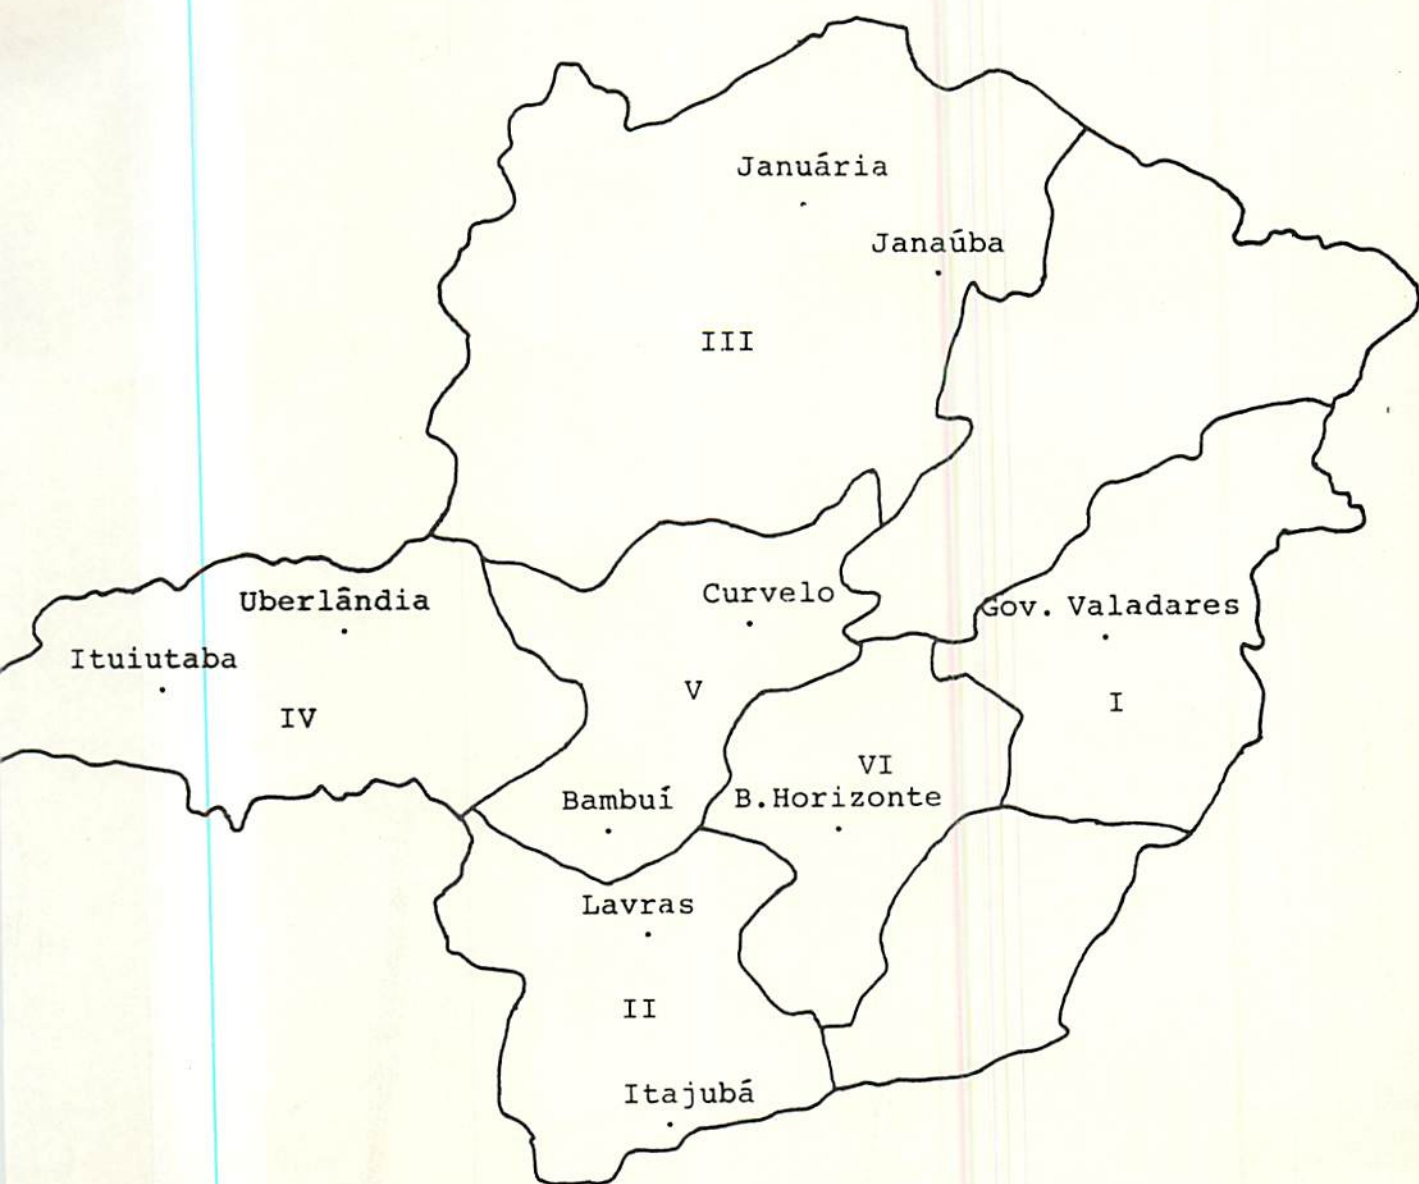 Januária
Janaúba
III
Curvelo
Uberlândia
Gov. Valadares
Ituiutaba
V
I
IV
VI
Bambuí
B.Horizonte
Lavras
II
Itajubá